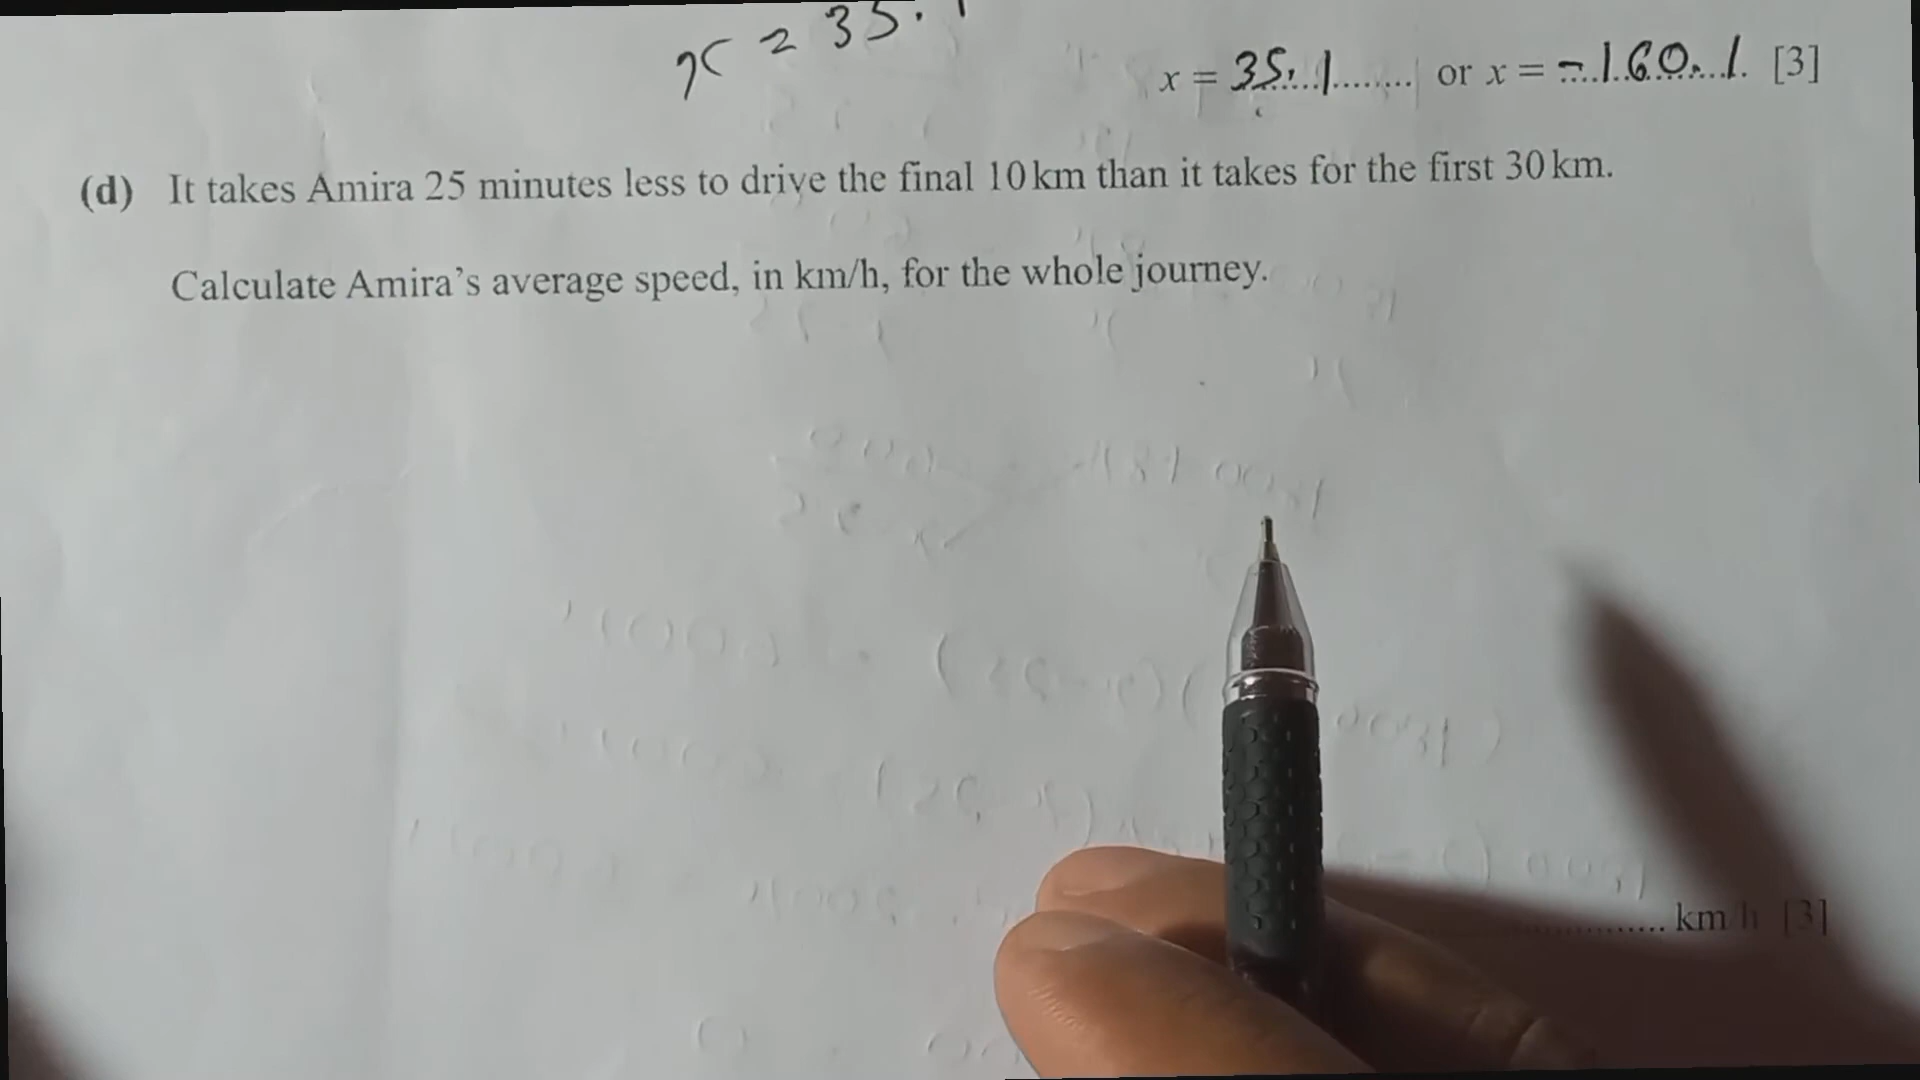 x = 35.1
x = 35.1 or x = -160.1 [3]
(d) It takes Amira 25 minutes less to drive the final 10 km than it takes for the first 30 km.
Calculate Amira's average speed, in km/h, for the whole journey.
km/h [3]